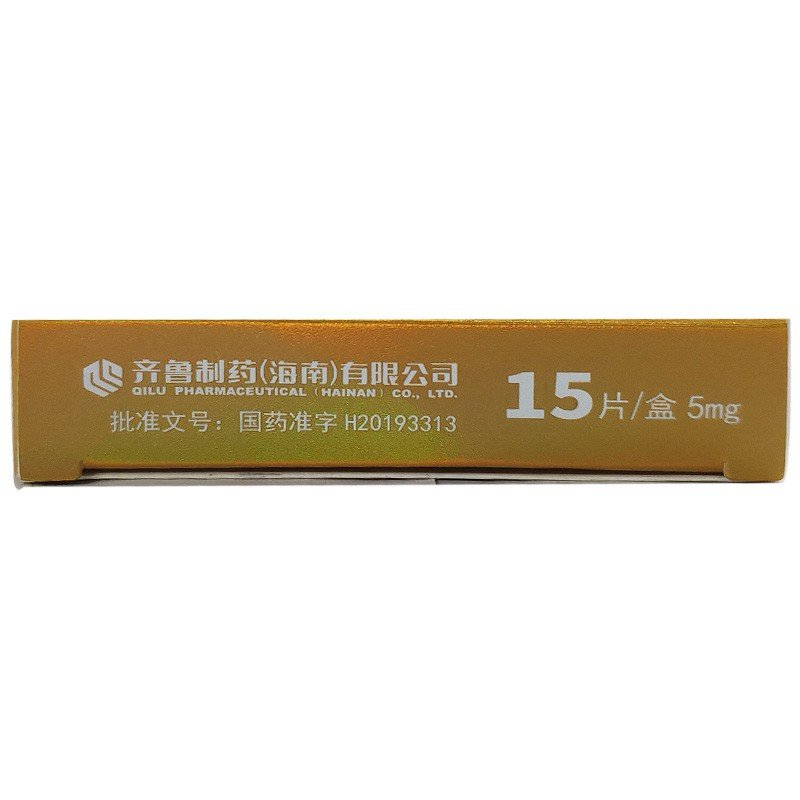 齐鲁制药(海南)有限公司
QILU PHARMACEUTICAL (HAINAN) CO., LTD.
批准文号：国药准字 H20193313
15片/盒 5mg